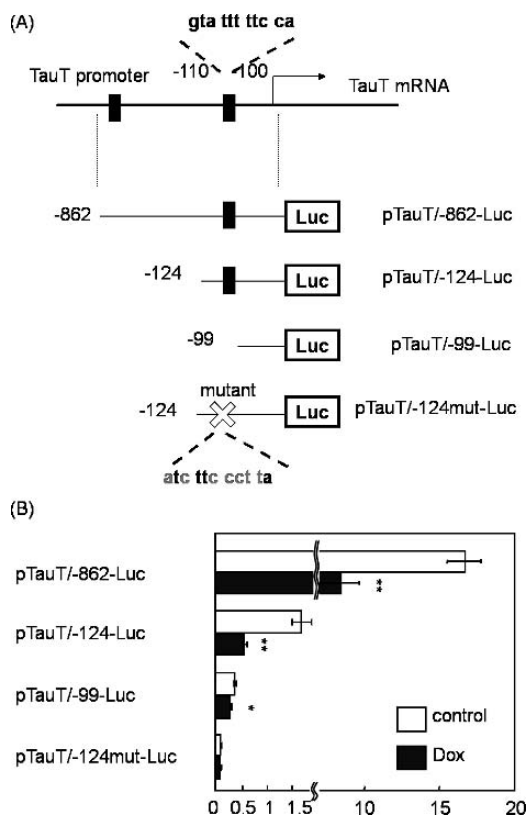 (A)
gta ttt ttc ca
TauT promoter
-110 -100
TauT mRNA
-862 Luc pTauT/-862-Luc
-124 Luc pTauT/-124-Luc
-99 Luc pTauT/-99-Luc
mutant
-124 Luc pTauT/-124mut-Luc
atc ttc cct ta
(B)
pTauT/-862-Luc **
pTauT/-124-Luc **
pTauT/-99-Luc *
control
pTauT/-124mut-Luc
Dox
0 0.5 1 1.5 10 15 20